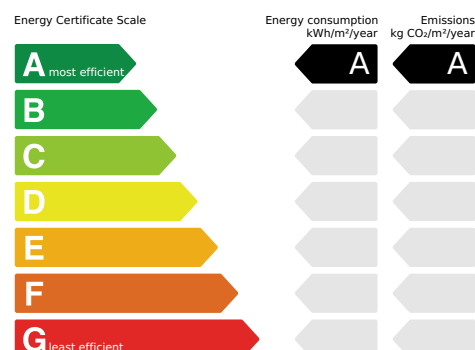 Energy Certificate Scale
Energy consumption
kWh/m²/year
Emissions
kg CO₂/m²/year
A most efficient
A
A
B
C
D
E
F
G least efficient